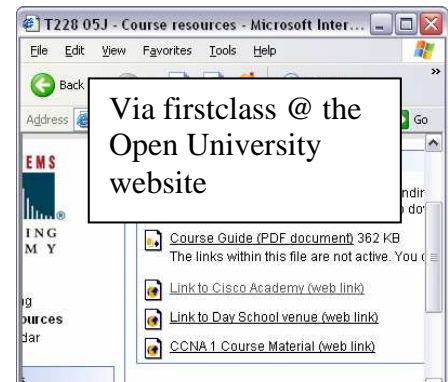 T228 05J - Course resources - Microsoft Inter...
File Edit View Favorites Tools Help
Back
Address Go
Via firstclass @ the
Open University
website
EMS
ING
MY
Course Guide (PDF document) 362 KB
The links within this file are not active. You
Link to Cisco Academy (web link)
Link to Day School venue (web link)
CCNA 1 Course Material (web link)
urces
dar